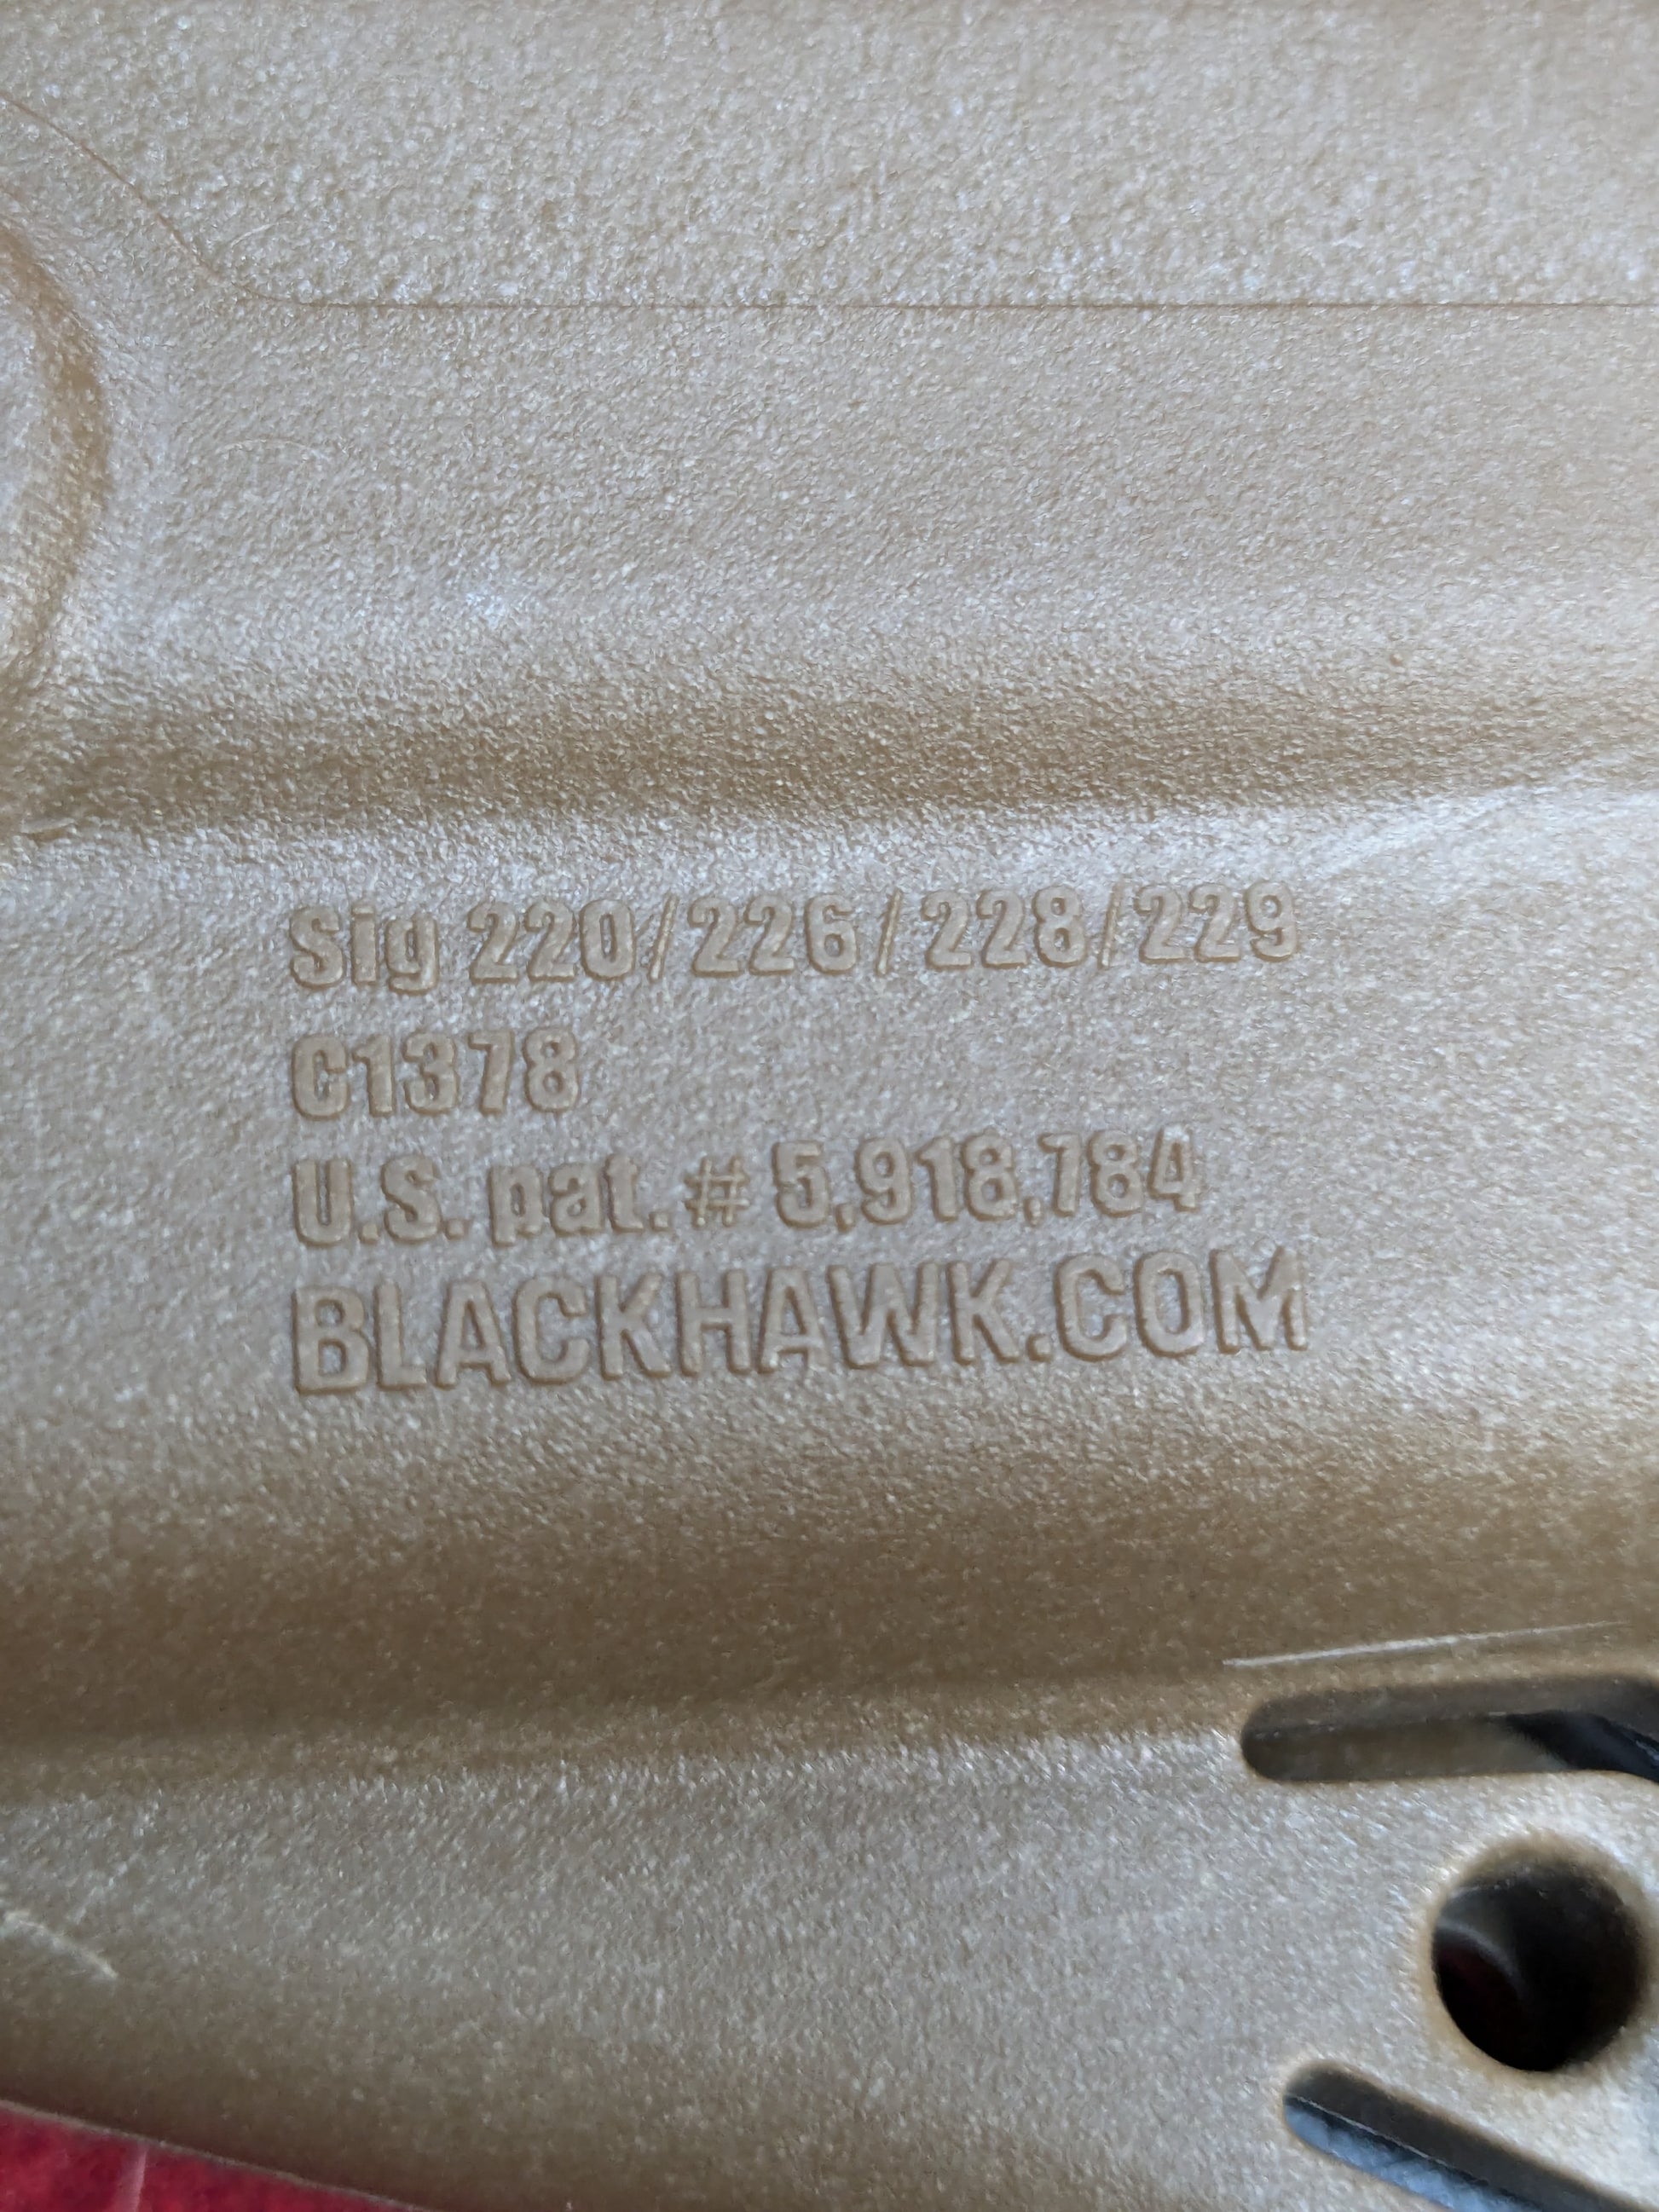 Sig 220/226/228/229
C1378
U.S. pat.# 5,918,784
BLACKHAWK.COM